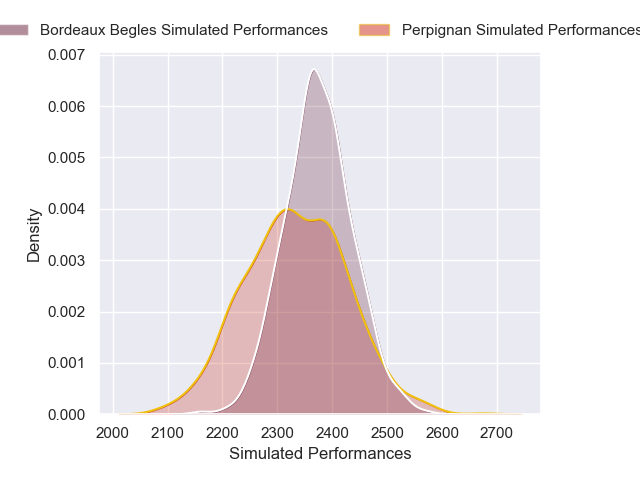 Bordeaux Begles Simulated Performances
Perpignan Simulated Performances
0.007
0.006
0.005
0.004
0.003
0.002
0.001
0.000
Density
2000 2100 2200 2300 2400 2500 2600 2700
Simulated Performances